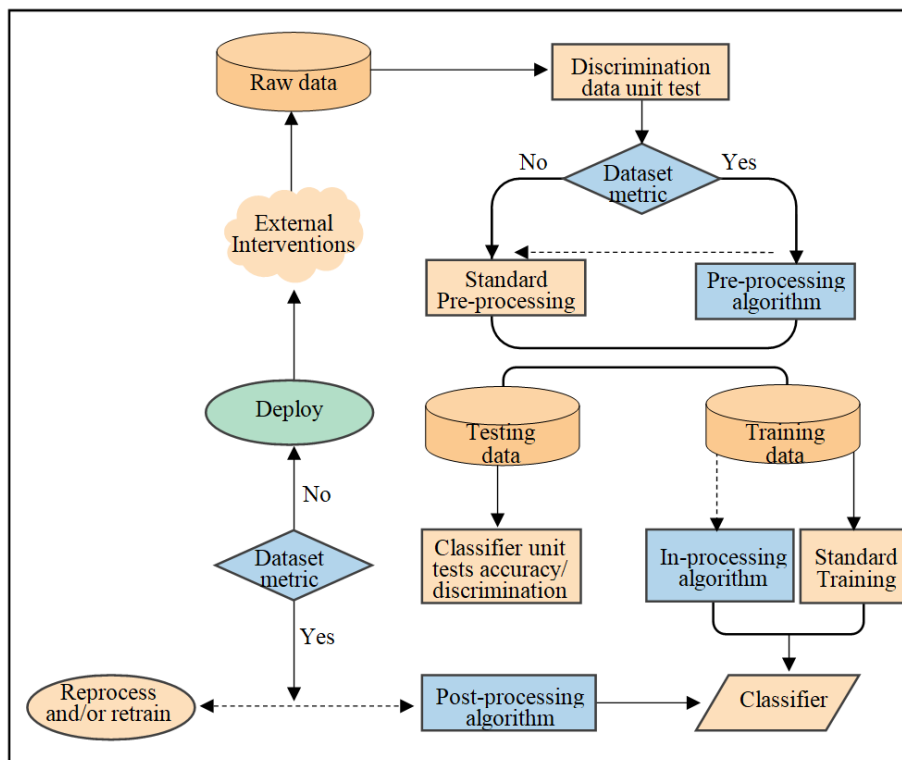 Raw data
Discrimination
data unit test
No
Yes
Dataset
metric
External
Interventions
Standard
Pre-processing
Pre-processing
algorithm
Deploy
Testing
data
Training
data
No
Dataset
metric
Classifier unit
tests accuracy/
discrimination
In-processing
algorithm
Standard
Training
Yes
Reprocess
and/or retrain
Post-processing
algorithm
Classifier